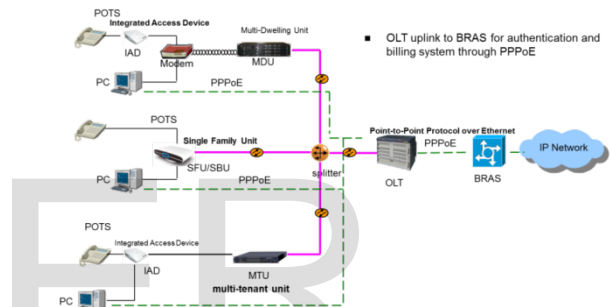 POTS
Integrated Access Device
IAD
Modem
Multi-Dwelling Unit
MDU
PC
PPPoE
■ OLT uplink to BRAS for authentication and
billing system through PPPoE
POTS
Single Family Unit
SFU/SBU
PC
PPPoE
splitter
Point-to-Point Protocol over Ethernet
PPPoE
OLT
BRAS
IP Network
POTS
Integrated Access Device
IAD
MTU
multi-tenant unit
PC
E R